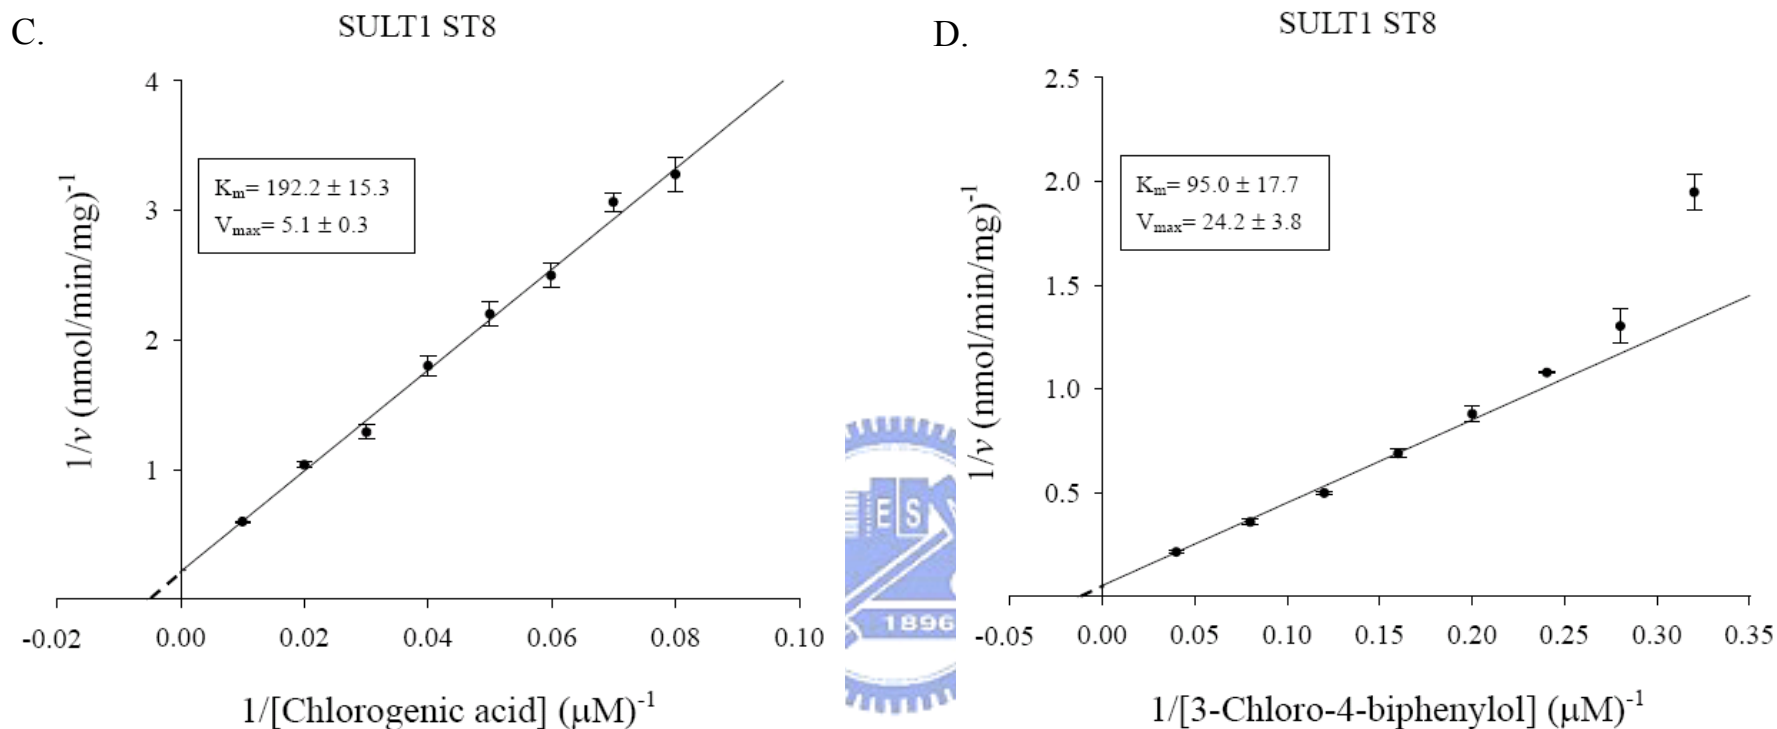 C.
SULT1 ST8
4
3
2
1
K_m= 192.2 ± 15.3
V_max= 5.1 ± 0.3
1/v (nmol/min/mg)^-1
-0.02 0.00 0.02 0.04 0.06 0.08 0.10
1/[Chlorogenic acid] (μM)^-1
ES
1896
D.
SULT1 ST8
2.5
2.0
1.5
1.0
0.5
K_m= 95.0 ± 17.7
V_max= 24.2 ± 3.8
1/v (nmol/min/mg)^-1
-0.05 0.00 0.05 0.10 0.15 0.20 0.25 0.30 0.35
1/[3-Chloro-4-biphenylol] (μM)^-1